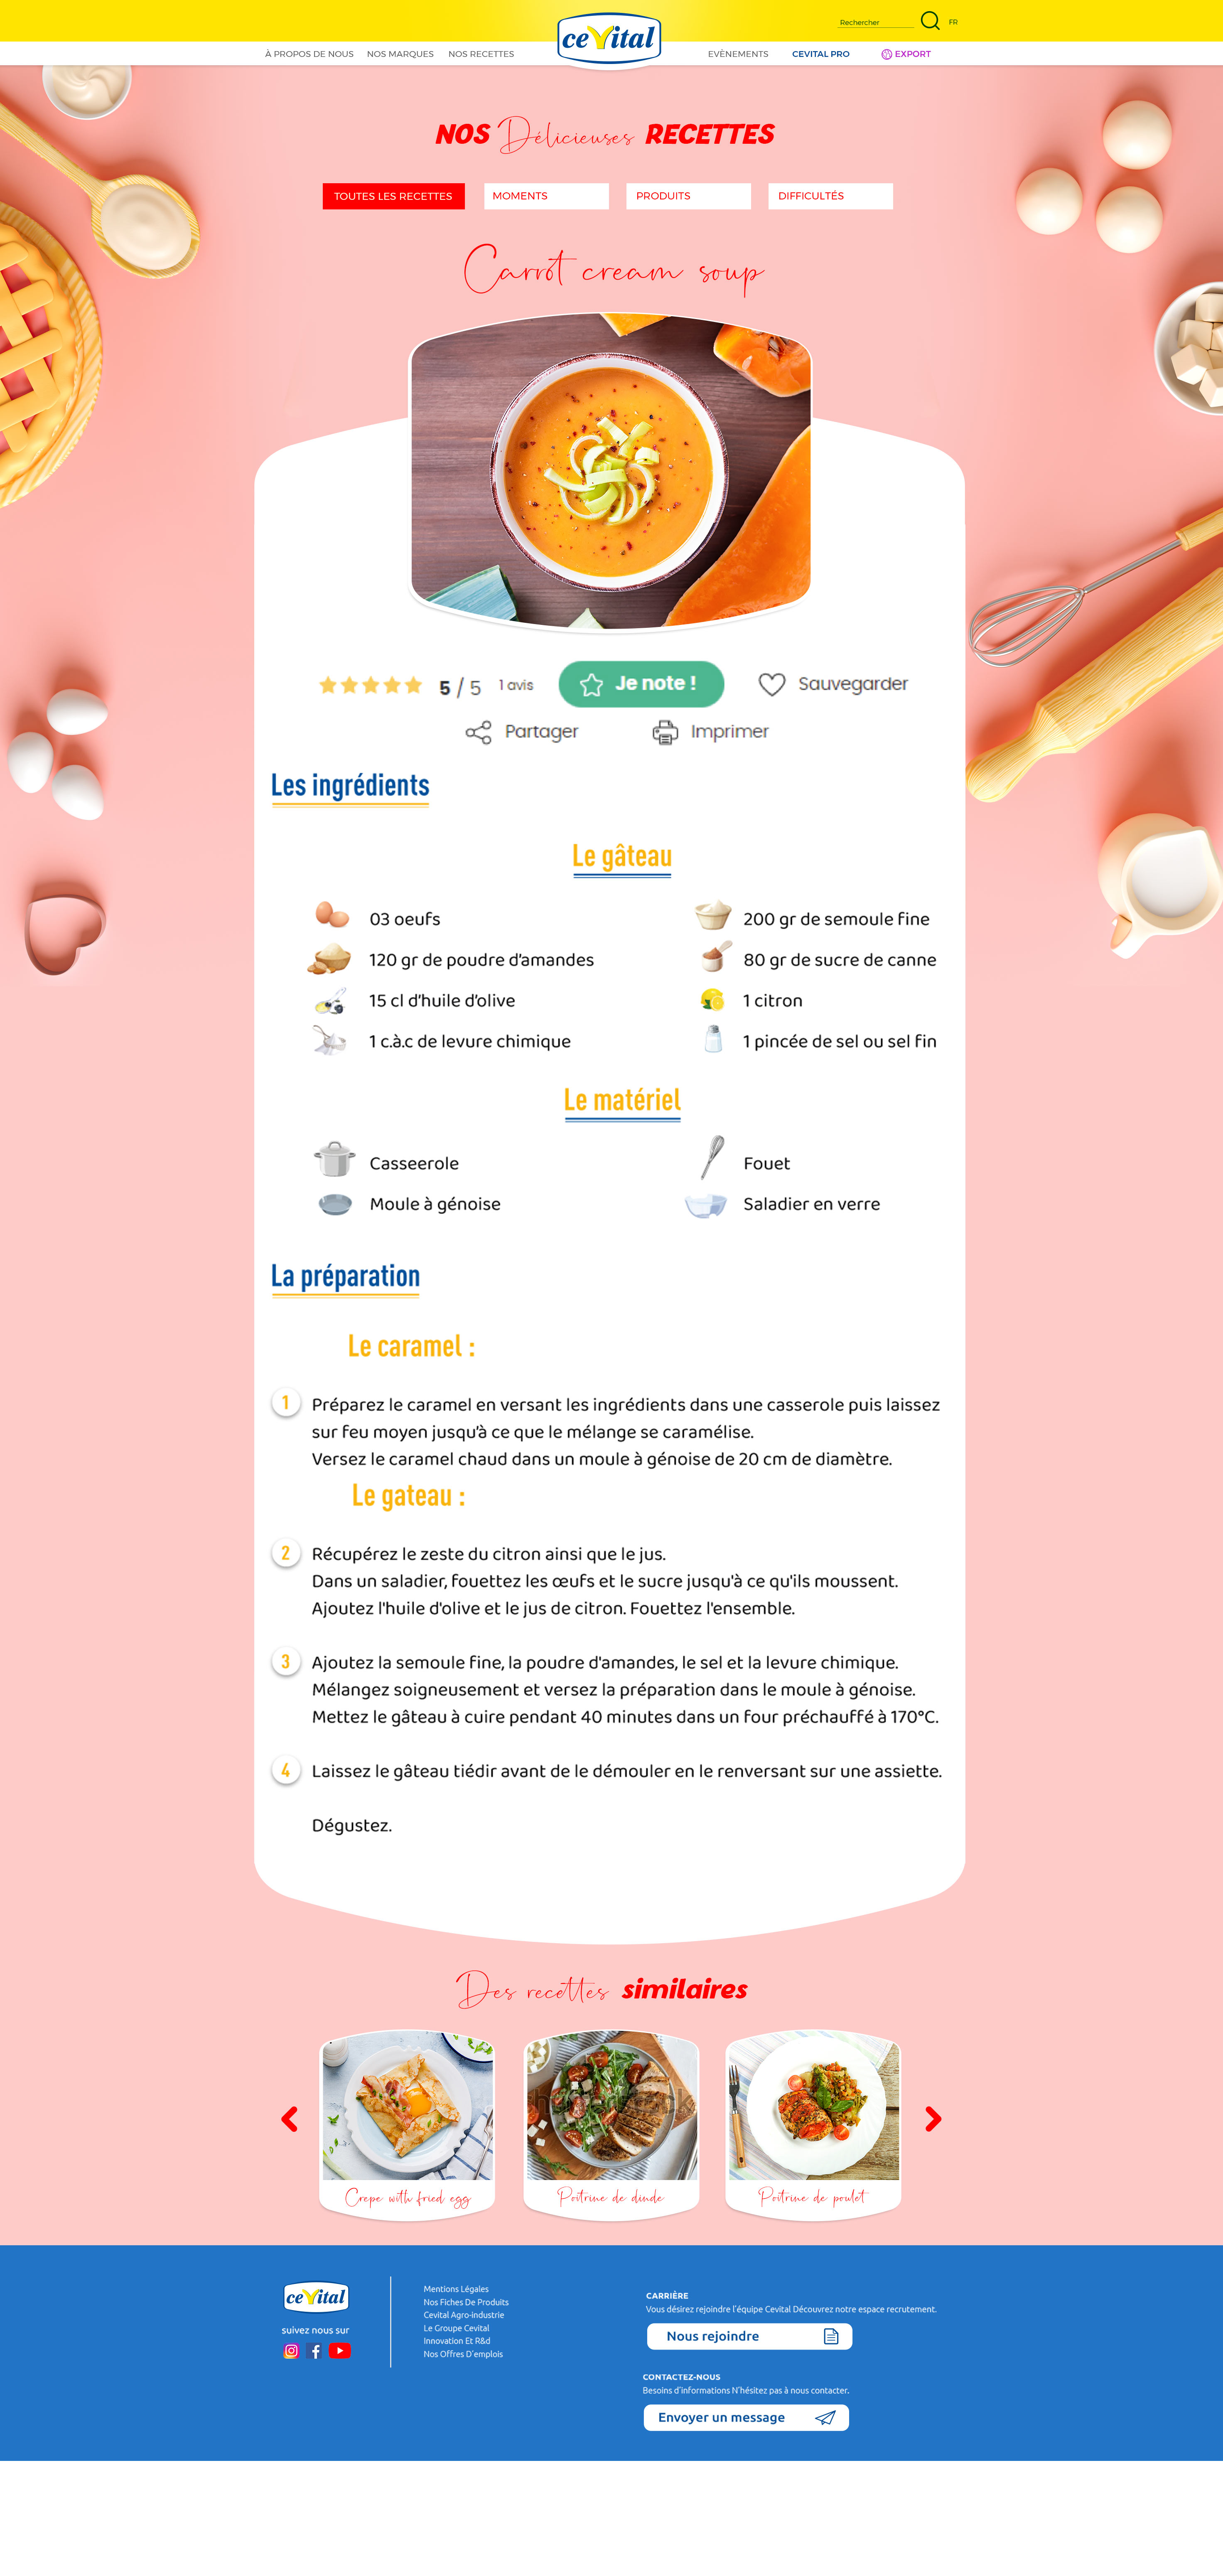 Rechercher
FR
ceVital
À PROPOS DE NOUS
NOS MARQUES
NOS RECETTES
EVÈNEMENTS
CEVITAL PRO
EXPORT
NOS Délicieuses RECETTES
TOUTES LES RECETTES
MOMENTS
PRODUITS
DIFFICULTÉS
Carrot cream soup
5 / 5
1 avis
Je note !
Sauvegarder
Partager
Imprimer
Les ingrédients
Le gâteau
03 oeufs
200 gr de semoule fine
120 gr de poudre d'amandes
80 gr de sucre de canne
15 cl d'huile d'olive
1 citron
1 c.à.c de levure chimique
1 pincée de sel ou sel fin
Le matériel
Casseerole
Fouet
Moule à génoise
Saladier en verre
La préparation
Le caramel :
1
Préparez le caramel en versant les ingrédients dans une casserole puis laissez
sur feu moyen jusqu'à ce que le mélange se caramélise.
Versez le caramel chaud dans un moule à génoise de 20 cm de diamètre.
Le gateau :
2
Récupérez le zeste du citron ainsi que le jus.
Dans un saladier, fouettez les œufs et le sucre jusqu'à ce qu'ils moussent.
Ajoutez l'huile d'olive et le jus de citron. Fouettez l'ensemble.
3
Ajoutez la semoule fine, la poudre d'amandes, le sel et la levure chimique.
Mélangez soigneusement et versez la préparation dans le moule à génoise.
Mettez le gâteau à cuire pendant 40 minutes dans un four préchauffé à 170°C.
4
Laissez le gâteau tiédir avant de le démouler en le renversant sur une assiette.
Dégustez.
Des recettes similaires
Crepe with fried egg
Poitrine de dinde
Poitrine de poulet
ceVital
suivez nous sur
Mentions Légales
Nos Fiches De Produits
Cevital Agro-industrie
Le Groupe Cevital
Innovation Et R&d
Nos Offres D'emplois
CARRIÈRE
Vous désirez rejoindre l'équipe Cevital Découvrez notre espace recrutement.
Nous rejoindre
CONTACTEZ-NOUS
Besoins d'informations N'hésitez pas à nous contacter.
Envoyer un message